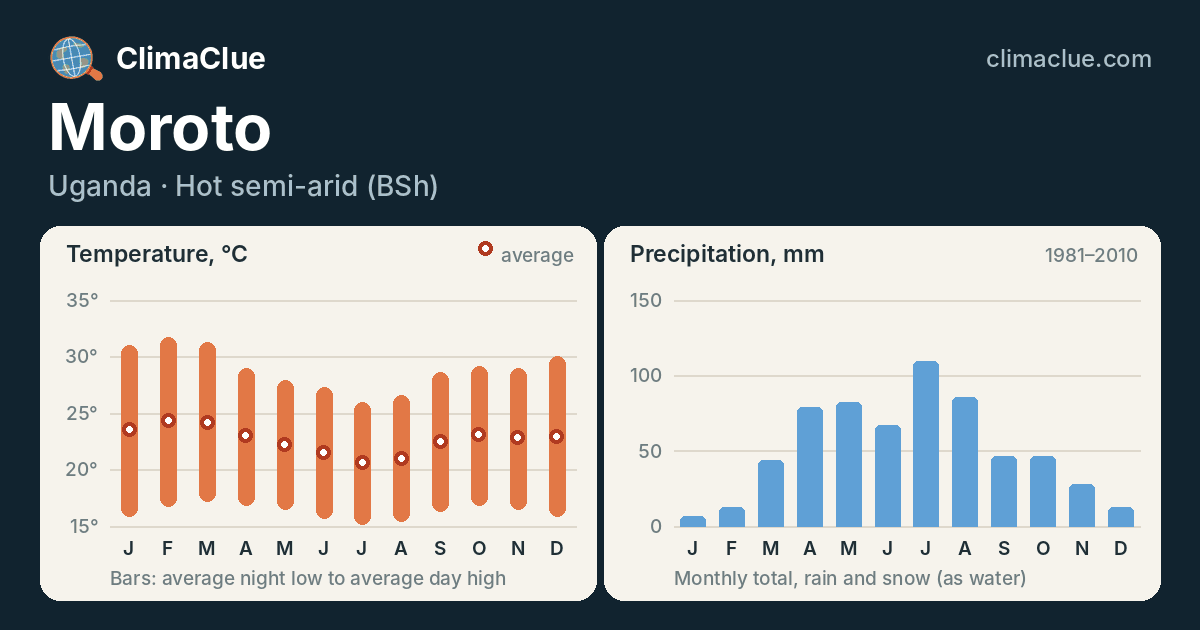 ClimaClue
climaclue.com
Moroto
Uganda · Hot semi-arid (BSh)
Temperature, °C
average
35°
30°
25°
20°
15°
J F M A M J J A S O N D
Bars: average night low to average day high
Precipitation, mm
1981–2010
150
100
50
0
J F M A M J J A S O N D
Monthly total, rain and snow (as water)